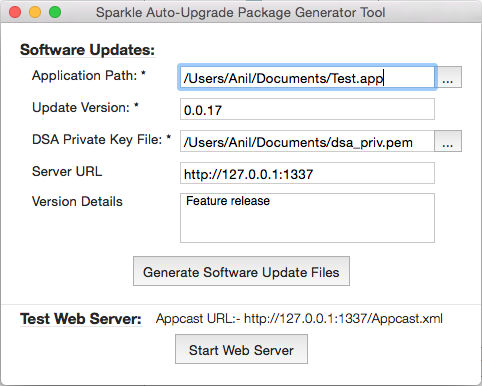 Sparkle Auto-Upgrade Package Generator Tool
Software Updates:
Application Path: * /Users/Anil/Documents/Test.app ...
Update Version: * 0.0.17
DSA Private Key File: * /Users/Anil/Documents/dsa_priv.pem ...
Server URL http://127.0.0.1:1337
Version Details Feature release
Generate Software Update Files
Test Web Server: Appcast URL:- http://127.0.0.1:1337/Appcast.xml
Start Web Server